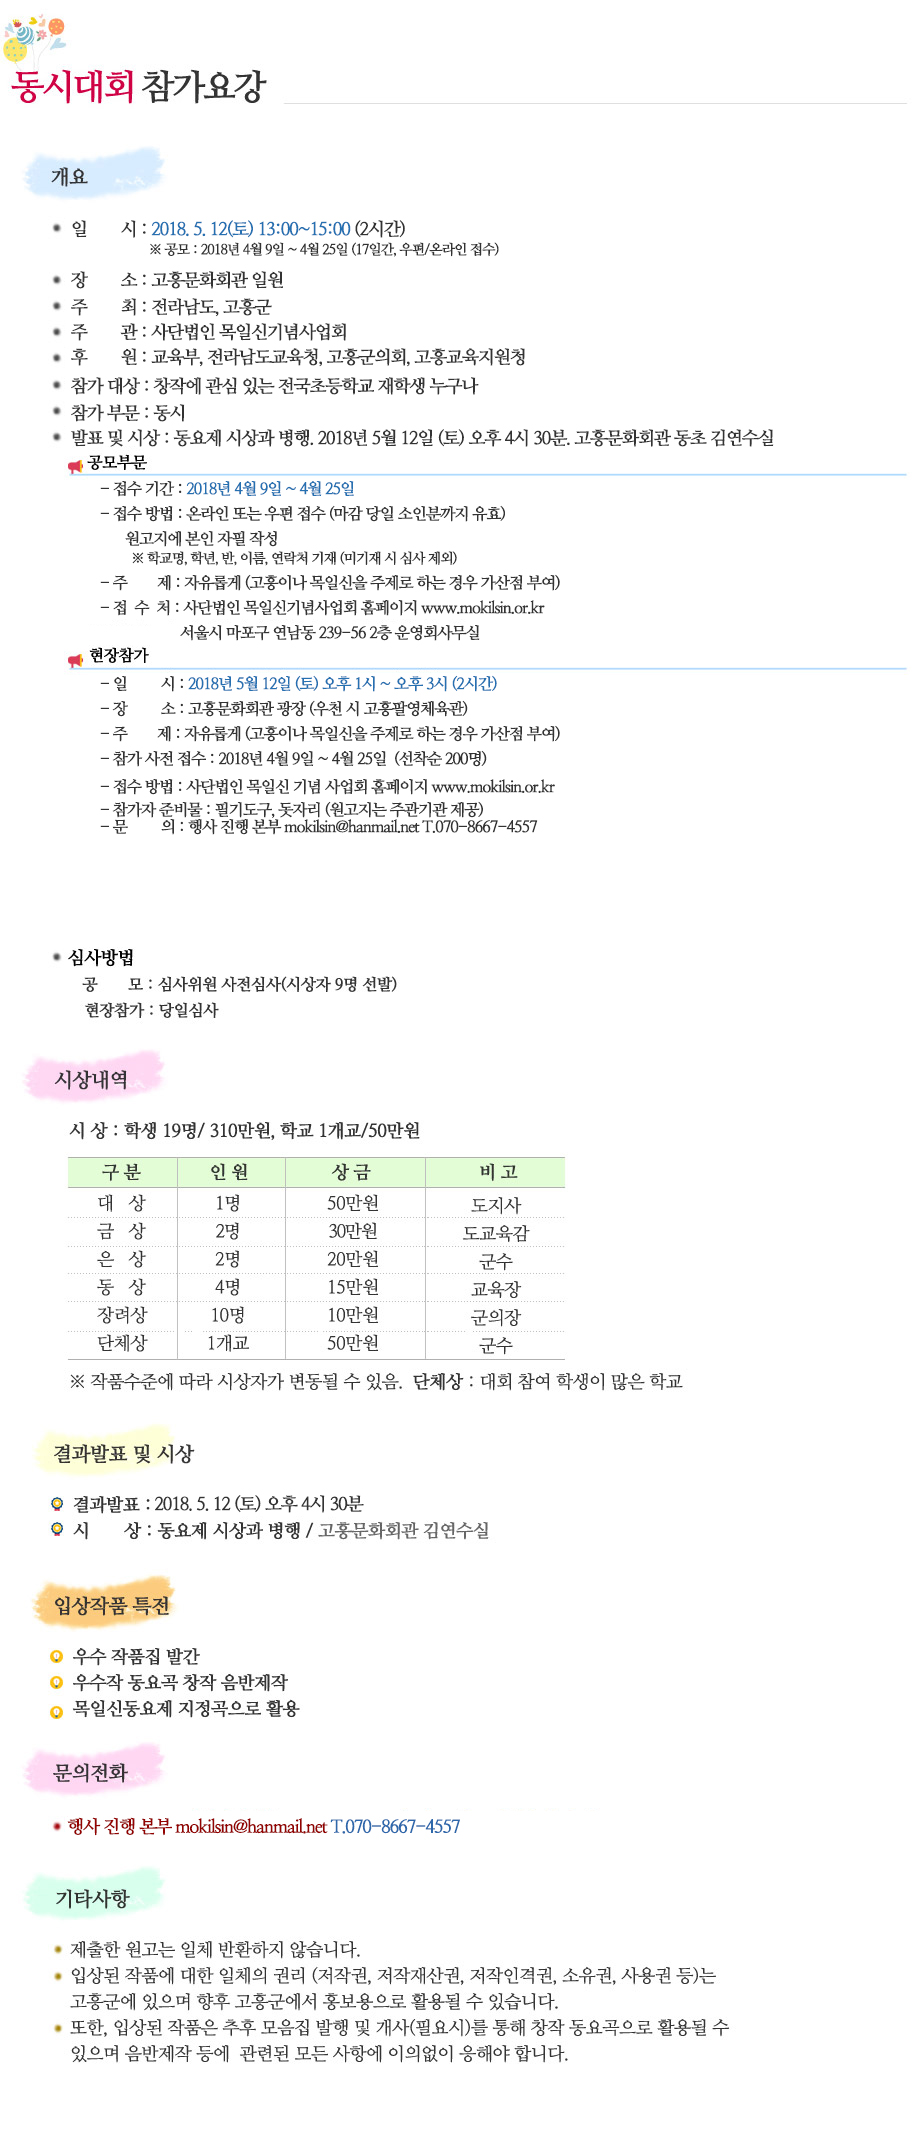 동시대회 참가요강
개요
일 시 : 2018. 5. 12(토) 13:00~15:00 (2시간)
※ 공모 : 2018년 4월 9일 ~ 4월 25일 (17일간, 우편/온라인 접수)
장 소 : 고흥문화회관 일원
주 최 : 전라남도, 고흥군
주 관 : 사단법인 목일신기념사업회
후 원 : 교육부, 전라남도교육청, 고흥군의회, 고흥교육지원청
참가 대상 : 창작에 관심 있는 전국초등학교 재학생 누구나
참가 부문 : 동시
발표 및 시상 : 동요제 시상과 병행. 2018년 5월 12일 (토) 오후 4시 30분. 고흥문화회관 동초 김연수실
공모부문
- 접수 기간 : 2018년 4월 9일 ~ 4월 25일
- 접수 방법 : 온라인 또는 우편 접수 (마감 당일 소인분까지 유효)
원고지에 본인 자필 작성
※ 학교명, 학년, 반, 이름, 연락처 기재 (미기재 시 심사 제외)
- 주 제 : 자유롭게 (고흥이나 목일신을 주제로 하는 경우 가산점 부여)
- 접 수 처 : 사단법인 목일신기념사업회 홈페이지 www.mokilsin.or.kr
서울시 마포구 연남동 239-56 2층 운영회사무실
현장참가
- 일 시 : 2018년 5월 12일 (토) 오후 1시 ~ 오후 3시 (2시간)
- 장 소 : 고흥문화회관 광장 (우천 시 고흥팔영체육관)
- 주 제 : 자유롭게 (고흥이나 목일신을 주제로 하는 경우 가산점 부여)
- 참가 사전 접수 : 2018년 4월 9일 ~ 4월 25일 (선착순 200명)
- 접수 방법 : 사단법인 목일신 기념 사업회 홈페이지 www.mokilsin.or.kr
- 참가자 준비물 : 필기도구, 돗자리 (원고지는 주관기관 제공)
- 문 의 : 행사 진행 본부 mokilsin@hanmail.net T.070-8667-4557
심사방법
공 모 : 심사위원 사전심사(시상자 9명 선발)
현장참가 : 당일심사
시상내역
시 상 : 학생 19명/ 310만원, 학교 1개교/50만원
구 분 인 원 상 금 비 고
대 상 1명 50만원 도지사
금 상 2명 30만원 도교육감
은 상 2명 20만원 군수
동 상 4명 15만원 교육장
장려상 10명 10만원 군의장
단체상 1개교 50만원 군수
※ 작품수준에 따라 시상자가 변동될 수 있음. 단체상 : 대회 참여 학생이 많은 학교
결과발표 및 시상
결과발표 : 2018. 5. 12 (토) 오후 4시 30분
시 상 : 동요제 시상과 병행 / 고흥문화회관 김연수실
입상작품 특전
우수 작품집 발간
우수작 동요곡 창작 음반제작
목일신동요제 지정곡으로 활용
문의전화
행사 진행 본부 mokilsin@hanmail.net T.070-8667-4557
기타사항
제출한 원고는 일체 반환하지 않습니다.
입상된 작품에 대한 일체의 권리 (저작권, 저작재산권, 저작인격권, 소유권, 사용권 등)는
고흥군에 있으며 향후 고흥군에서 홍보용으로 활용될 수 있습니다.
또한, 입상된 작품은 추후 모음집 발행 및 개사(필요시)를 통해 창작 동요곡으로 활용될 수
있으며 음반제작 등에 관련된 모든 사항에 이의없이 응해야 합니다.